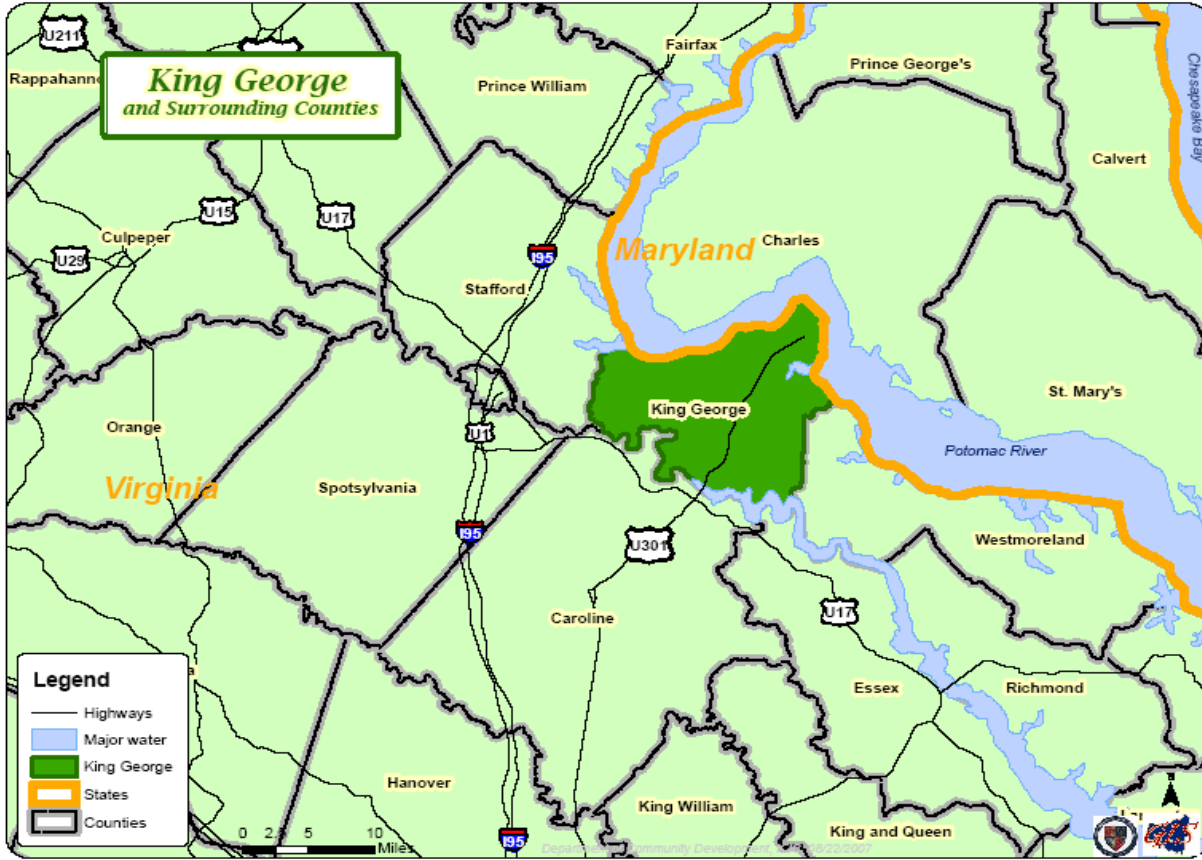 U211
Fairfax
Prince George's
Chesapeake Bay
King George
and Surrounding Counties
Prince William
Calvert
U15
U17
Culpeper
U29
Maryland
Charles
I95
Stafford
St. Mary's
King George
Orange
U1
Potomac River
Virginia
Spotsylvania
I95
U301
Westmoreland
Caroline
U17
Essex
Richmond
Legend
Highways
Major water
King George
States
Counties
Hanover
King William
King and Queen
I95
0
5
10
Miles